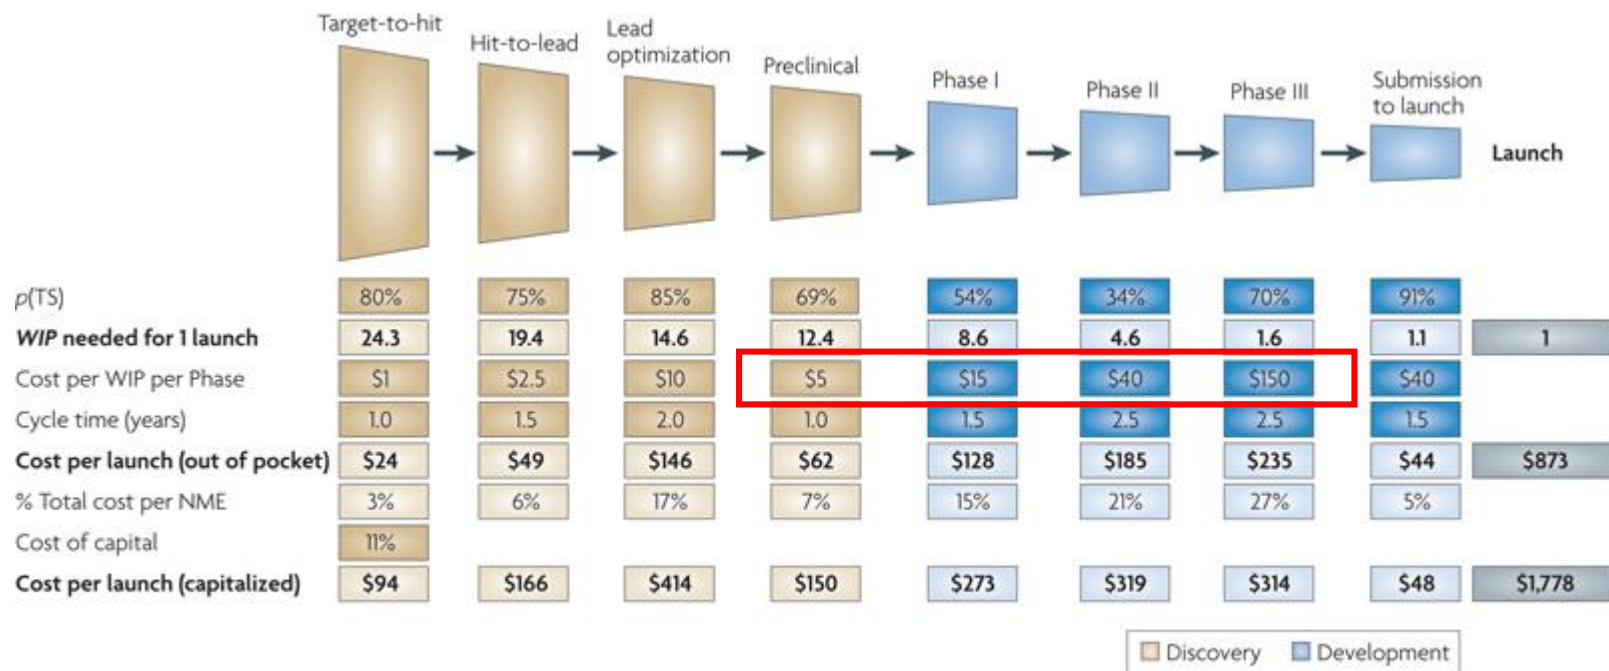 Target-to-hit
Hit-to-lead
Lead
optimization
Preclinical
Phase I
Phase II
Phase III
Submission
to launch
Launch
p(TS) 80% 75% 85% 69% 54% 34% 70% 91%
WIP needed for 1 launch 24.3 19.4 14.6 12.4 8.6 4.6 1.6 1.1 1
Cost per WIP per Phase $1 $2.5 $10 $5 $15 $40 $150 $40
Cycle time (years) 1.0 1.5 2.0 1.0 1.5 2.5 2.5 1.5
Cost per launch (out of pocket) $24 $49 $146 $62 $128 $185 $235 $44 $873
% Total cost per NME 3% 6% 17% 7% 15% 21% 27% 5%
Cost of capital 11%
Cost per launch (capitalized) $94 $166 $414 $150 $273 $319 $314 $48 $1,778
Discovery Development